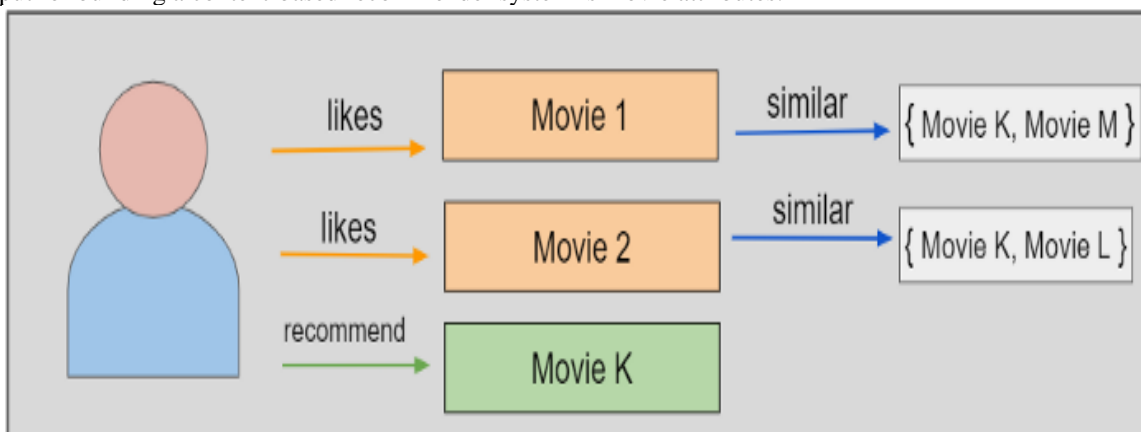 likes
Movie 1
similar
{ Movie K, Movie M }
likes
Movie 2
similar
{ Movie K, Movie L }
recommend
Movie K